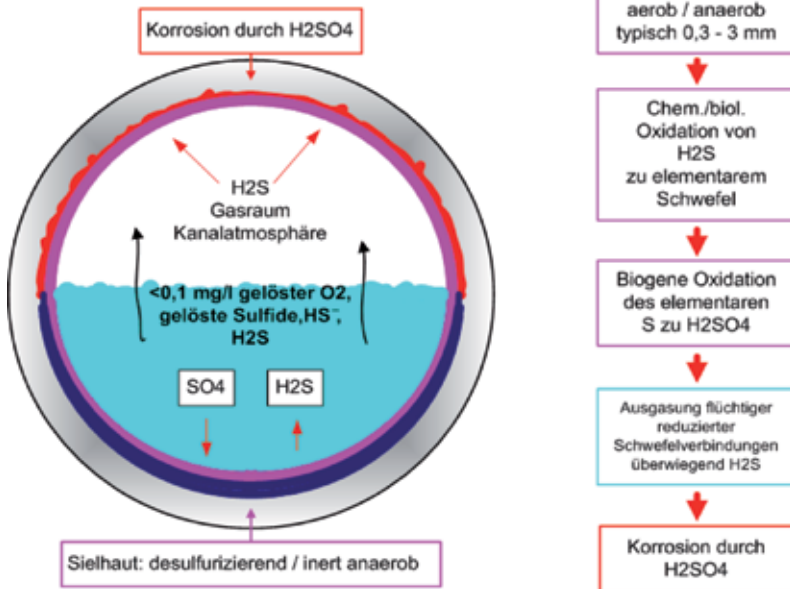 Korrosion durch H2SO4
H2S
Gasraum
Kanalatmosphäre
<0,1 mg/l gelöster O2,
gelöste Sulfide,HS⁻,
H2S
SO4
H2S
Sielhaut: desulfurizierend / inert anaerob
aerob / anaerob
typisch 0,3 - 3 mm
Chem./biol.
Oxidation von
H2S
zu elementarem
Schwefel
Biogene Oxidation
des elementaren
S zu H2SO4
Ausgasung flüchtiger
reduzierter
Schwefelverbindungen
überwiegend H2S
Korrosion durch
H2SO4